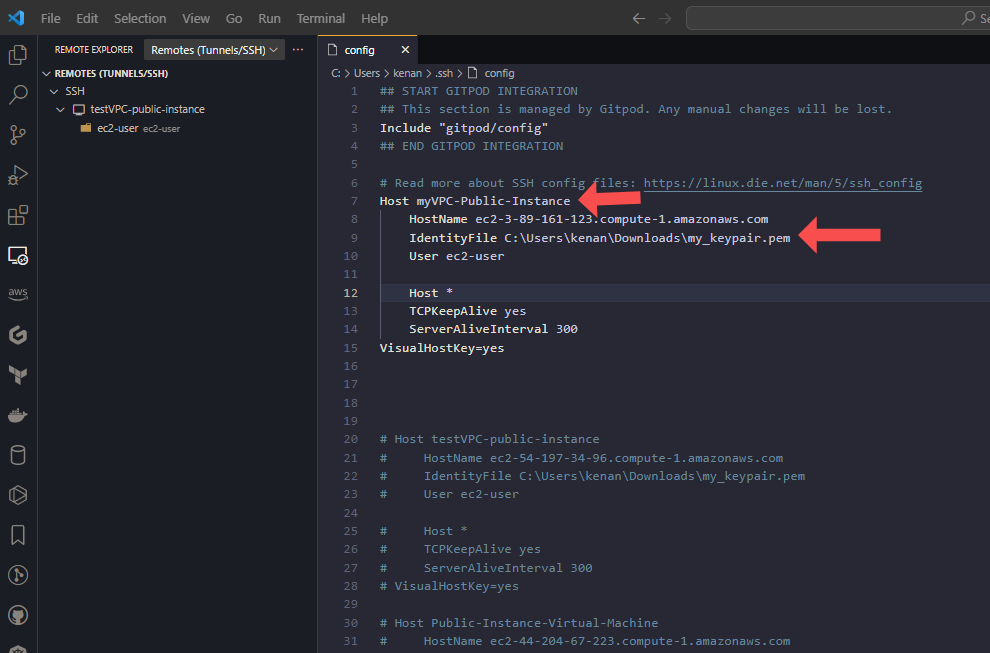 File Edit Selection View Go Run Terminal Help
REMOTE EXPLORER Remotes (Tunnels/SSH) ...
REMOTES (TUNNELS/SSH)
SSH
testVPC-public-instance
ec2-user ec2-user
aws
config
C: > Users > kenan > .ssh > config
1 ## START GITPOD INTEGRATION
2 ## This section is managed by Gitpod. Any manual changes will be lost.
3 Include "gitpod/config"
4 ## END GITPOD INTEGRATION
5
6 # Read more about SSH config files: https://linux.die.net/man/5/ssh_config
7 Host myVPC-Public-Instance
8 HostName ec2-3-89-161-123.compute-1.amazonaws.com
9 IdentityFile C:\Users\kenan\Downloads\my_keypair.pem
10 User ec2-user
11
12 Host *
13 TCPKeepAlive yes
14 ServerAliveInterval 300
15 VisualHostKey=yes
16
17
18
19
20 # Host testVPC-public-instance
21 # HostName ec2-54-197-34-96.compute-1.amazonaws.com
22 # IdentityFile C:\Users\kenan\Downloads\my_keypair.pem
23 # User ec2-user
24
25 # Host *
26 # TCPKeepAlive yes
27 # ServerAliveInterval 300
28 # VisualHostKey=yes
29
30 # Host Public-Instance-Virtual-Machine
31 # HostName ec2-44-204-67-223.compute-1.amazonaws.com